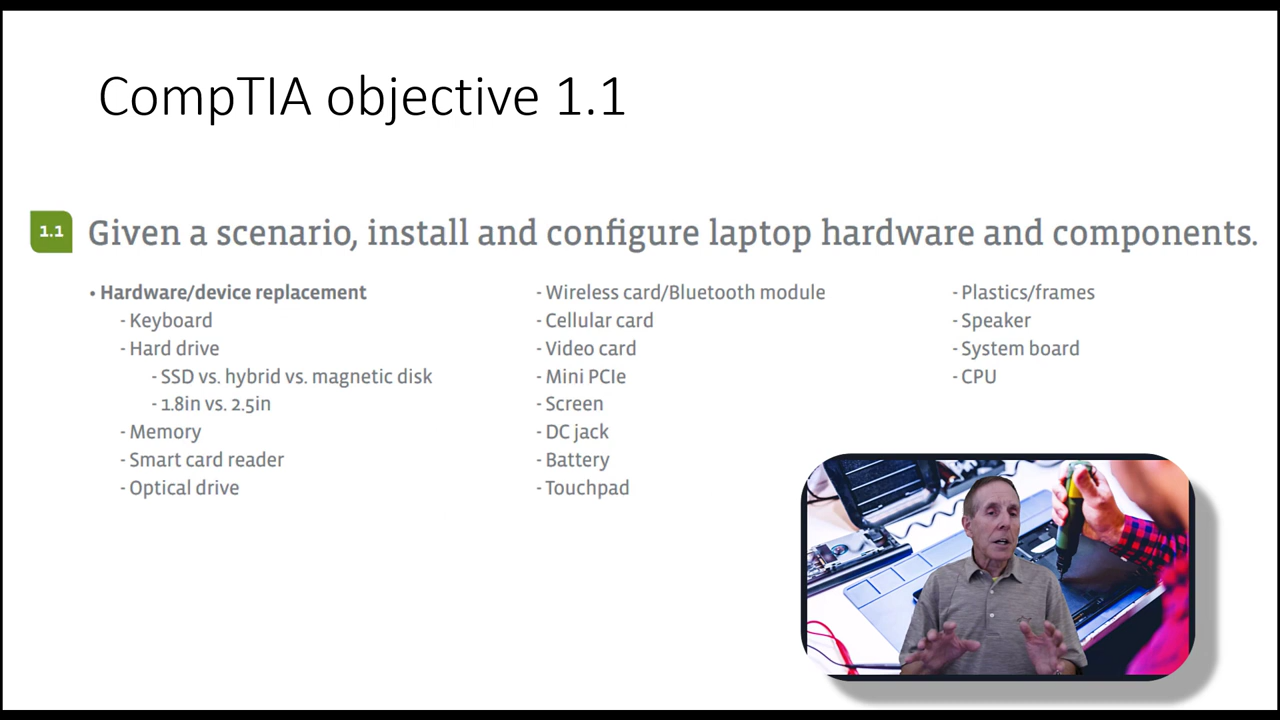 CompTIA objective 1.1
1.1 Given a scenario, install and configure laptop hardware and components.
• Hardware/device replacement
- Keyboard
- Hard drive
- SSD vs. hybrid vs. magnetic disk
- 1.8in vs. 2.5in
- Memory
- Smart card reader
- Optical drive
- Wireless card/Bluetooth module
- Cellular card
- Video card
- Mini PCIe
- Screen
- DC jack
- Battery
- Touchpad
- Plastics/frames
- Speaker
- System board
- CPU